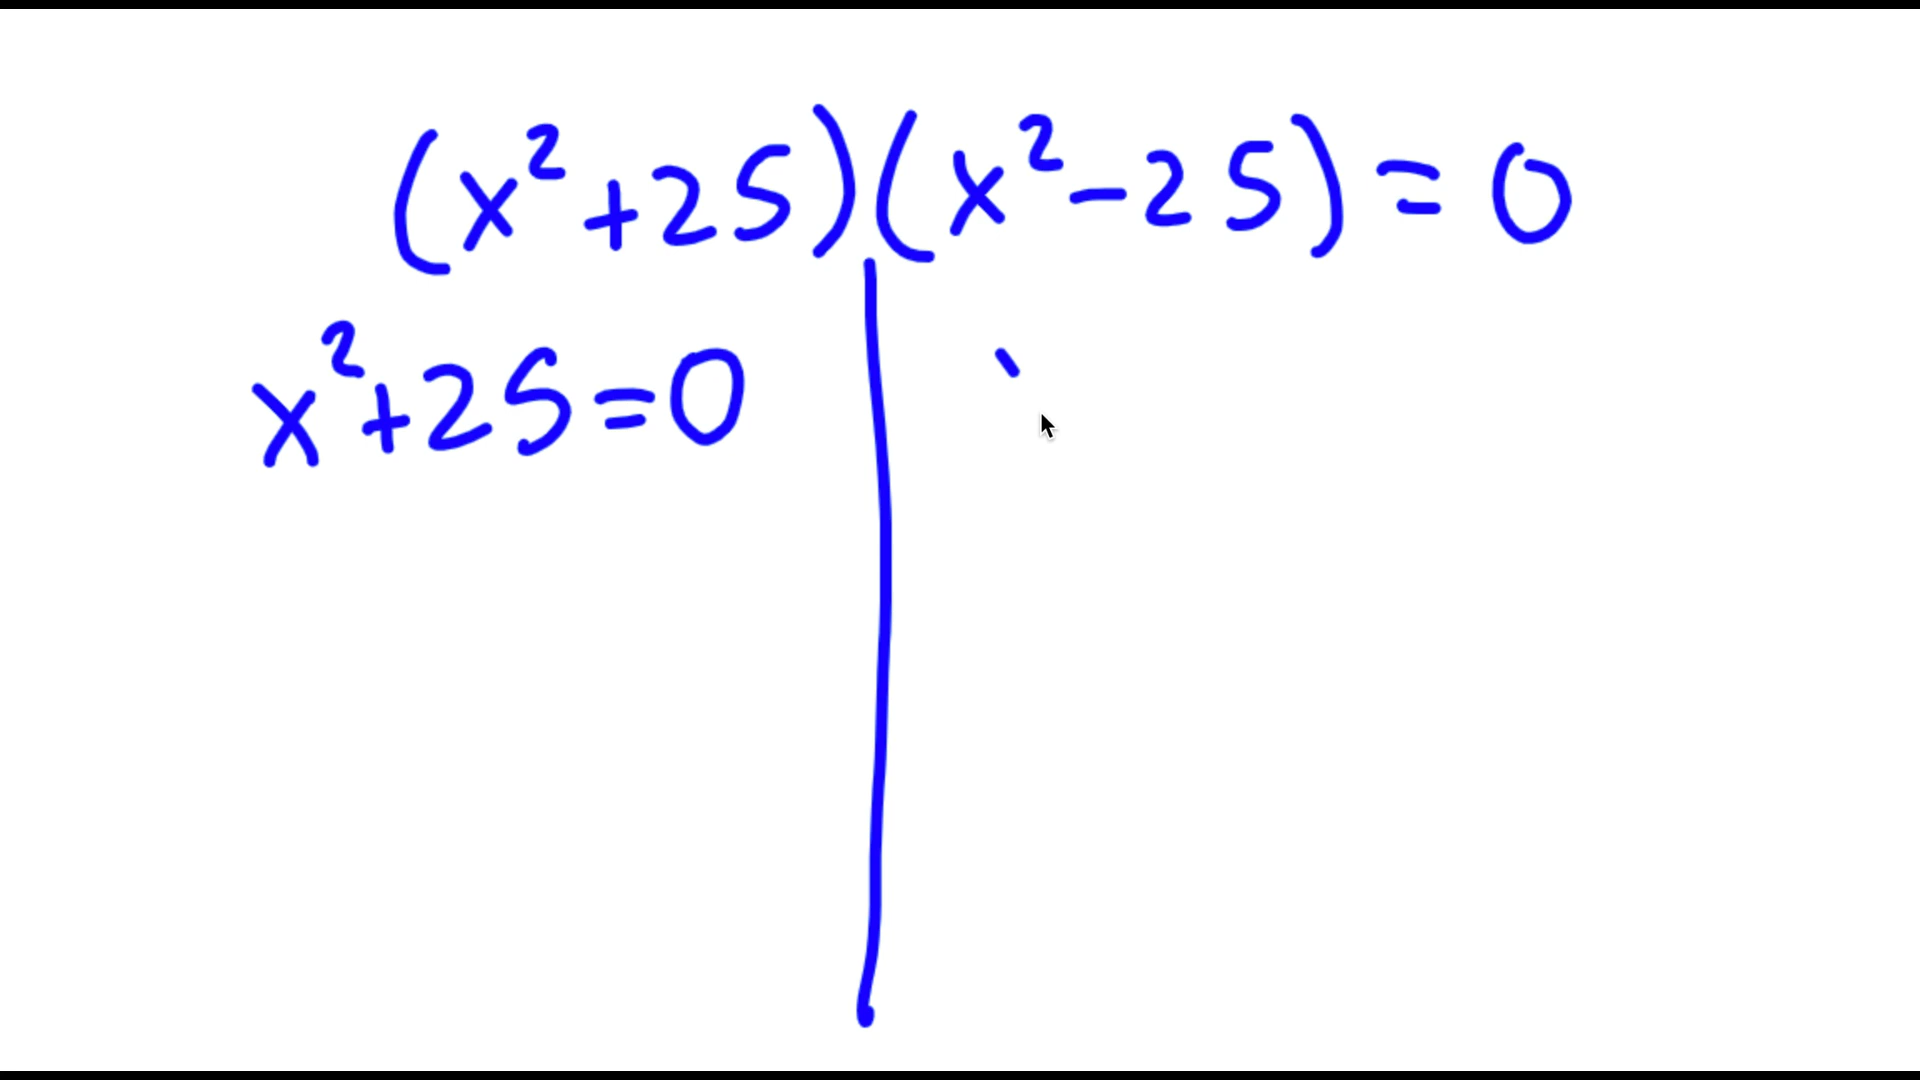 (x²+25)(x²-25) = 0
x²+25=0